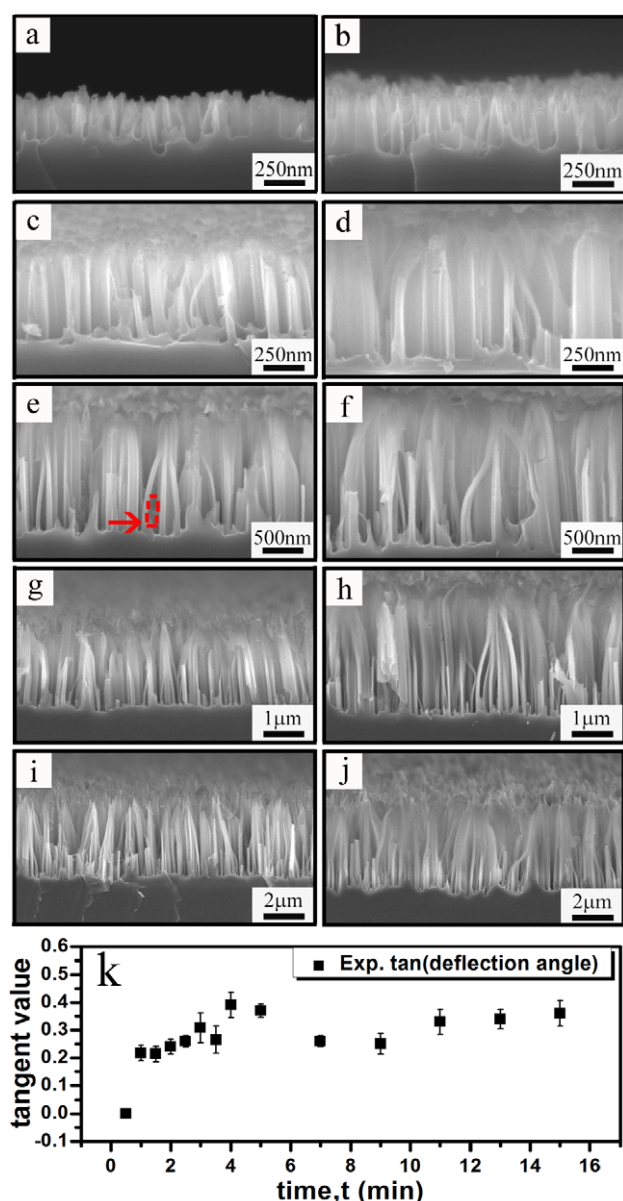 a
b
250nm
250nm
c
d
250nm
250nm
e
f
500nm
500nm
g
h
1μm
1μm
i
j
2μm
2μm
k
Exp. tan(deflection angle)
tangent value
0.6
0.5
0.4
0.3
0.2
0.1
0.0
-0.1
0 2 4 6 8 10 12 14 16
time,t (min)